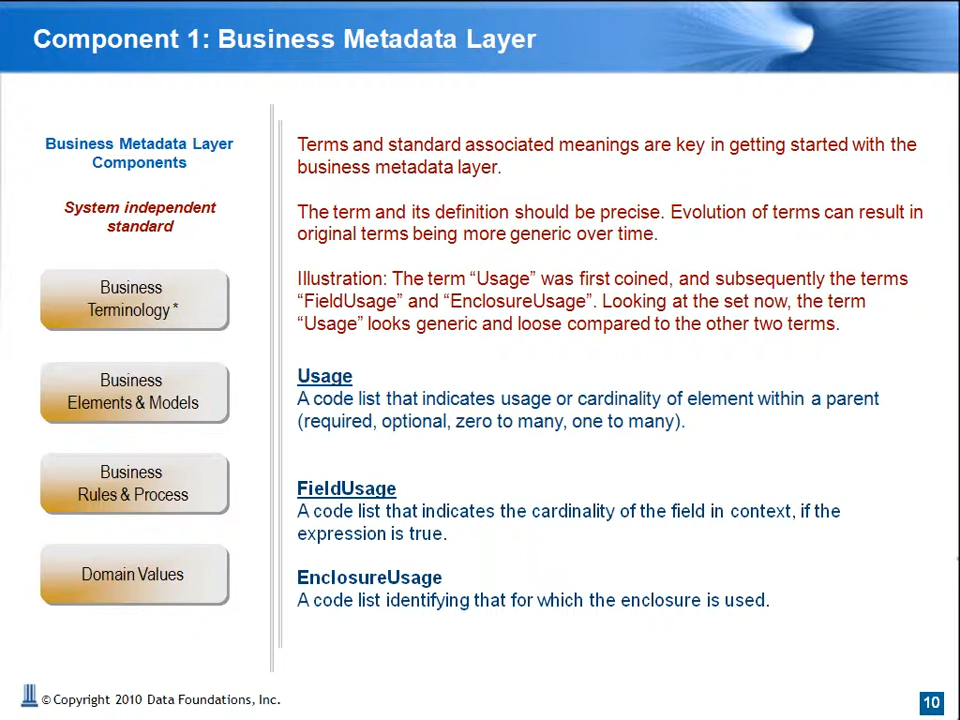 Component 1: Business Metadata Layer
Business Metadata Layer
Components
System independent
standard
Business
Terminology *
Business
Elements & Models
Business
Rules & Process
Domain Values
Terms and standard associated meanings are key in getting started with the
business metadata layer.
The term and its definition should be precise. Evolution of terms can result in
original terms being more generic over time.
Illustration: The term “Usage” was first coined, and subsequently the terms
“FieldUsage” and “EnclosureUsage”. Looking at the set now, the term
“Usage” looks generic and loose compared to the other two terms.
Usage
A code list that indicates usage or cardinality of element within a parent
(required, optional, zero to many, one to many).
FieldUsage
A code list that indicates the cardinality of the field in context, if the
expression is true.
EnclosureUsage
A code list identifying that for which the enclosure is used.
© Copyright 2010 Data Foundations, Inc.
10